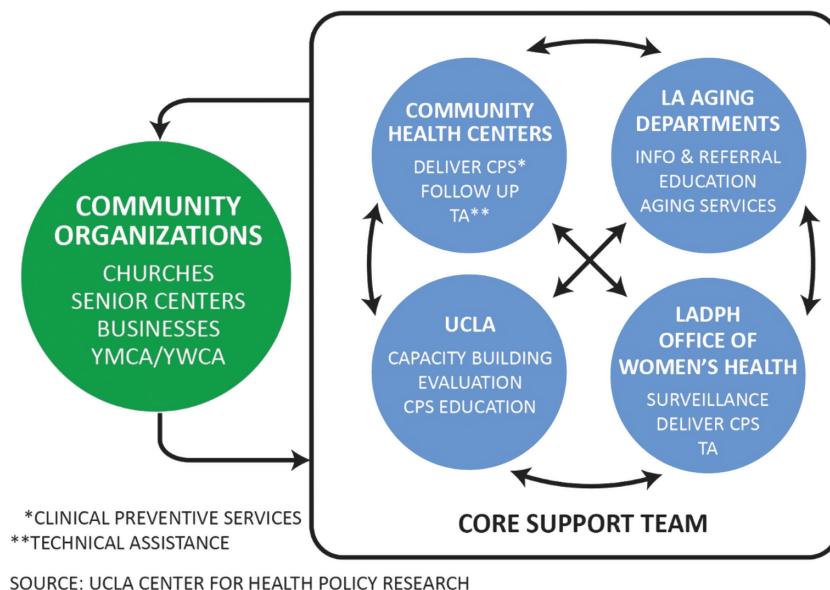 COMMUNITY
ORGANIZATIONS
CHURCHES
SENIOR CENTERS
BUSINESSES
YMCA/YWCA
COMMUNITY
HEALTH CENTERS
DELIVER CPS*
FOLLOW UP
TA**
LA AGING
DEPARTMENTS
INFO & REFERRAL
EDUCATION
AGING SERVICES
UCLA
CAPACITY BUILDING
EVALUATION
CPS EDUCATION
LADPH
OFFICE OF
WOMEN'S HEALTH
SURVEILLANCE
DELIVER CPS
TA
CORE SUPPORT TEAM
*CLINICAL PREVENTIVE SERVICES
**TECHNICAL ASSISTANCE
SOURCE: UCLA CENTER FOR HEALTH POLICY RESEARCH